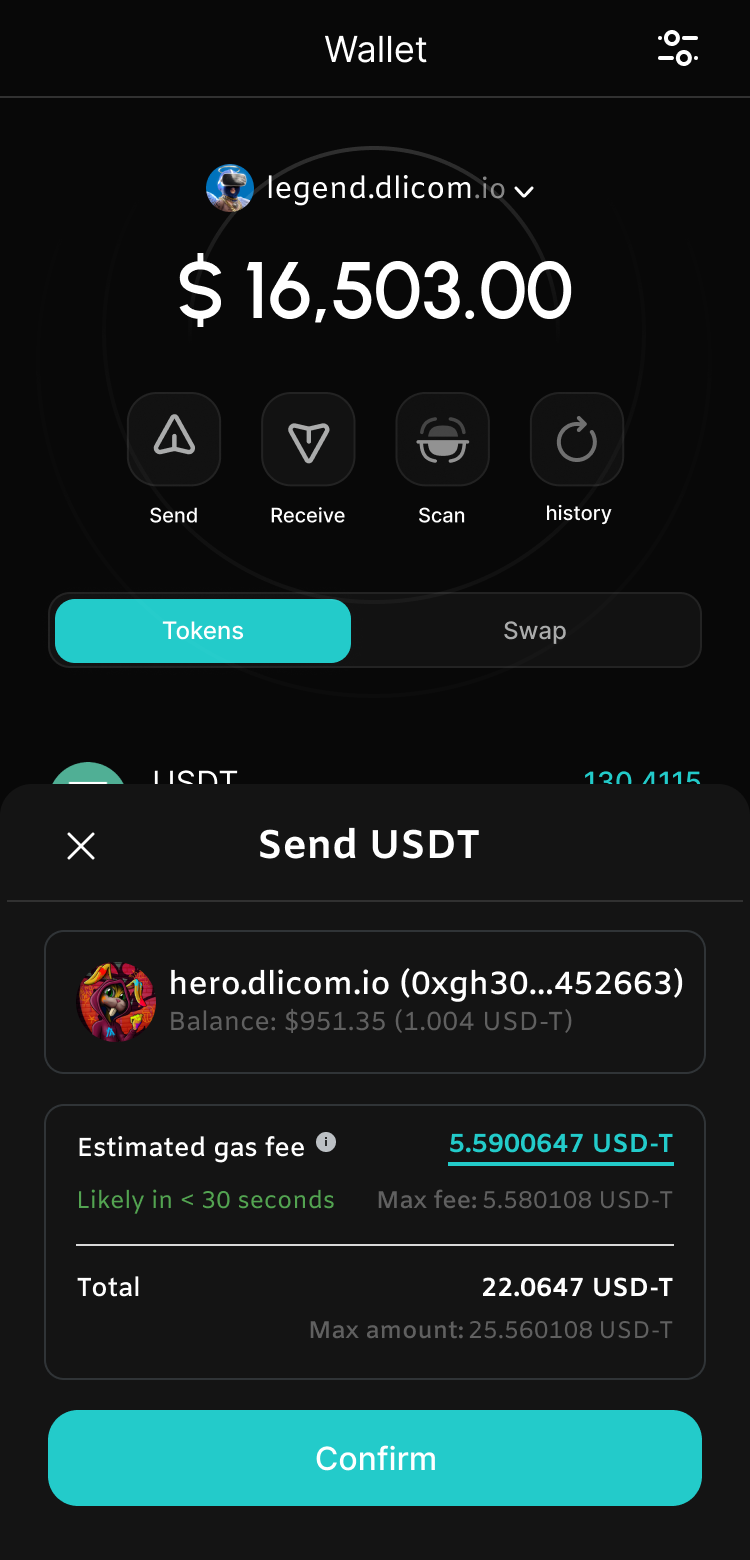 Wallet
legend.dlicom.io
$ 16,503.00
Send Receive Scan history
Tokens Swap
USDT 130.4115
Send USDT
hero.dlicom.io (0xgh30...452663)
Balance: $951.35 (1.004 USD-T)
Estimated gas fee 5.5900647 USD-T
Likely in < 30 seconds Max fee: 5.580108 USD-T
Total 22.0647 USD-T
Max amount: 25.560108 USD-T
Confirm